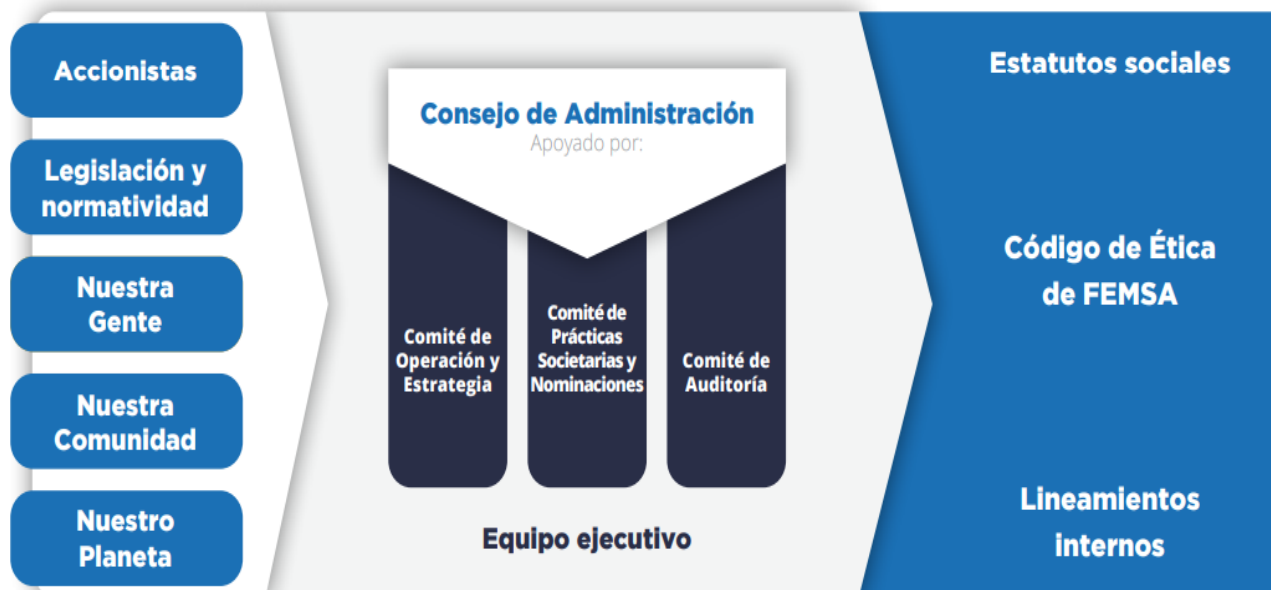 Accionistas
Legislación y
normatividad
Nuestra
Gente
Nuestra
Comunidad
Nuestro
Planeta
Consejo de Administración
Apoyado por:
Comité de
Operación y
Estrategia
Comité de
Prácticas
Societarias y
Nominaciones
Comité de
Auditoría
Equipo ejecutivo
Estatutos sociales
Código de Ética
de FEMSA
Lineamientos
internos